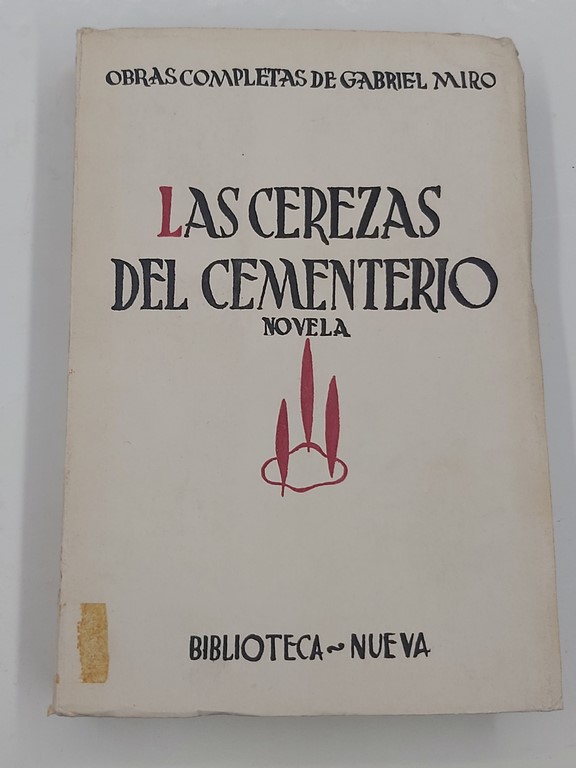 OBRAS COMPLETAS DE GABRIEL MIRO
LAS CEREZAS
DEL CEMENTERIO
NOVELA
BIBLIOTECA ~ NUEVA